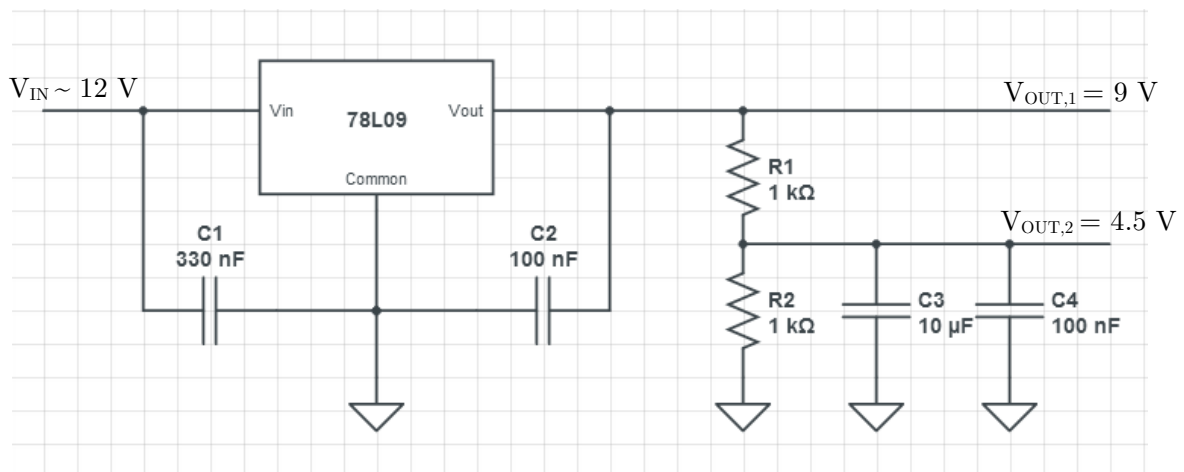 V_IN ~ 12 V
V_OUT,1 = 9 V
Vin
78L09
Vout
Common
R1
1 kΩ
V_OUT,2 = 4.5 V
C1
330 nF
C2
100 nF
R2
1 kΩ
C3
10 µF
C4
100 nF